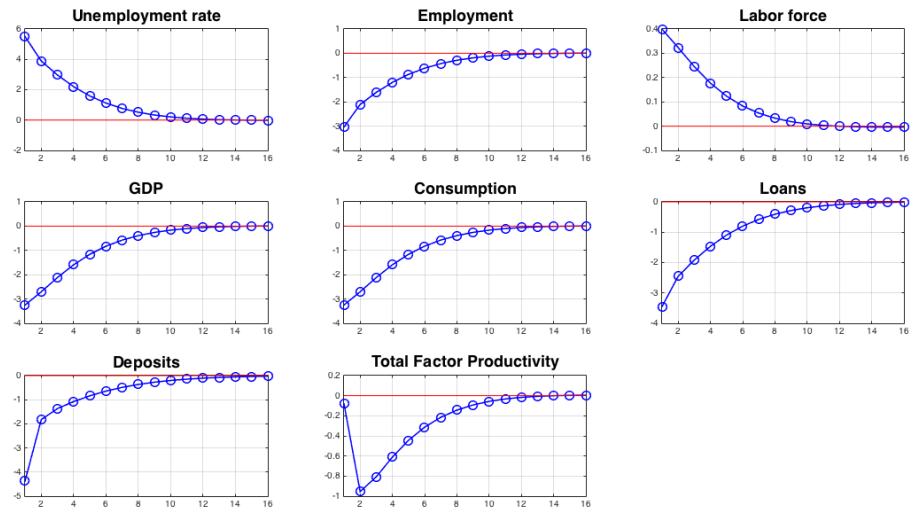 Unemployment rate
6
4
2
0
-2
2 4 6 8 10 12 14 16
Employment
1
0
-1
-2
-3
-4
2 4 6 8 10 12 14 16
Labor force
0.4
0.3
0.2
0.1
0
-0.1
2 4 6 8 10 12 14 16
GDP
1
0
-1
-2
-3
-4
2 4 6 8 10 12 14 16
Consumption
1
0
-1
-2
-3
-4
2 4 6 8 10 12 14 16
Loans
0
-1
-2
-3
-4
2 4 6 8 10 12 14 16
Deposits
0
-1
-2
-3
-4
-5
2 4 6 8 10 12 14 16
Total Factor Productivity
0.2
0
-0.2
-0.4
-0.6
-0.8
-1
2 4 6 8 10 12 14 16